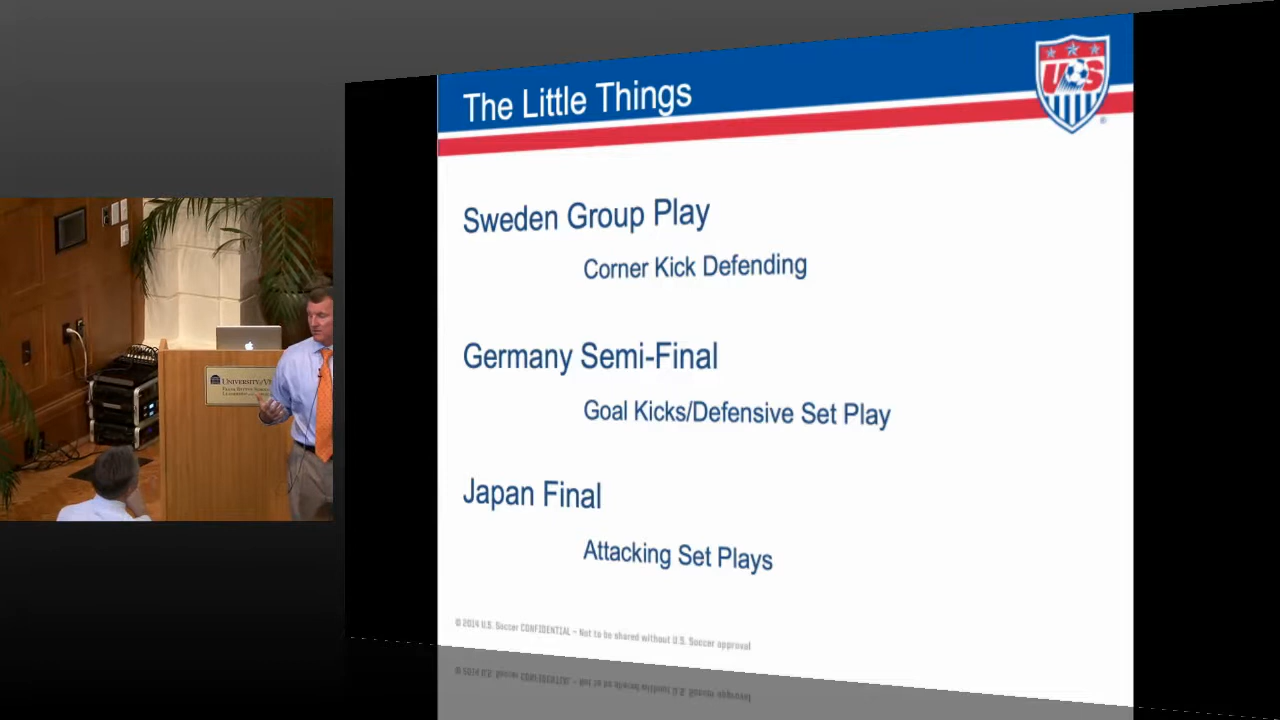 The Little Things
US
®
Sweden Group Play
Corner Kick Defending
Germany Semi-Final
Goal Kicks/Defensive Set Play
Japan Final
Attacking Set Plays
© 2014 U.S. Soccer CONFIDENTIAL – Not to be shared without U.S. Soccer approval